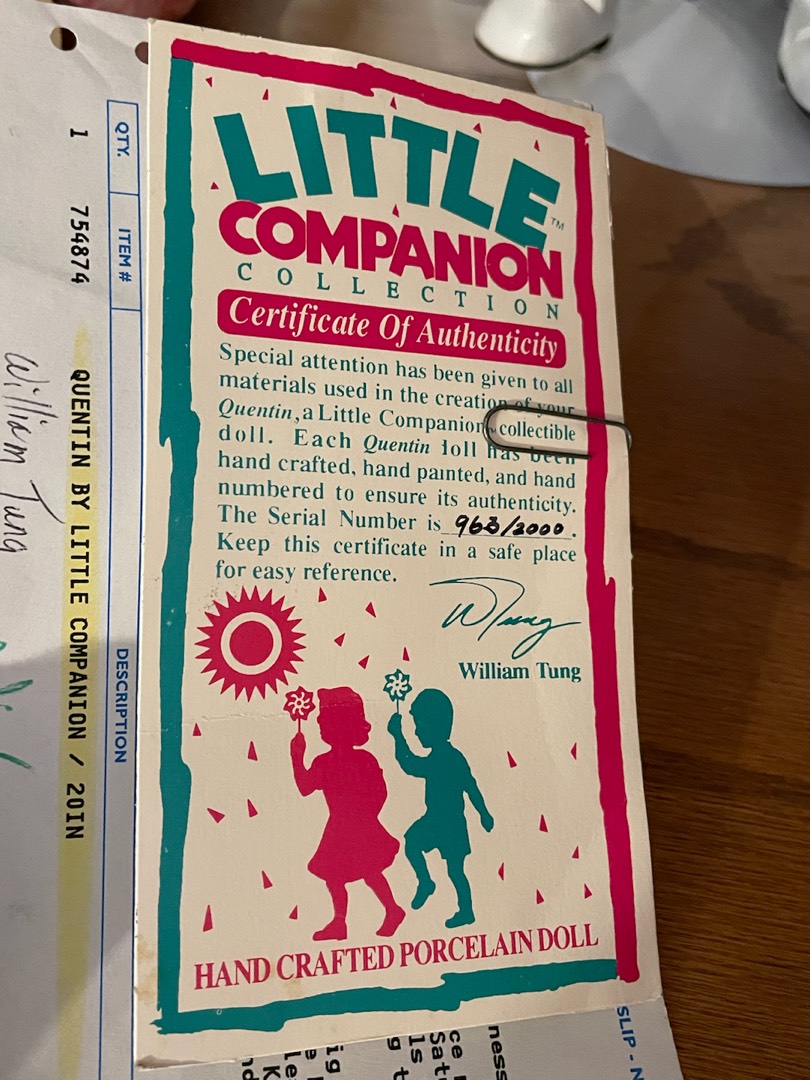 LITTLE™
COMPANION
COLLECTION
Certificate Of Authenticity
Special attention has been given to all
materials used in the creation of your
Quentin, a Little Companion collectible
doll. Each Quentin doll has been
hand crafted, hand painted, and hand
numbered to ensure its authenticity.
The Serial Number is 963/2000.
Keep this certificate in a safe place
for easy reference.
W Tung
William Tung
HAND CRAFTED PORCELAIN DOLL
QTY. ITEM # DESCRIPTION
1 754874 QUENTIN BY LITTLE COMPANION / 20IN
William Tung
SLIP - N
ness